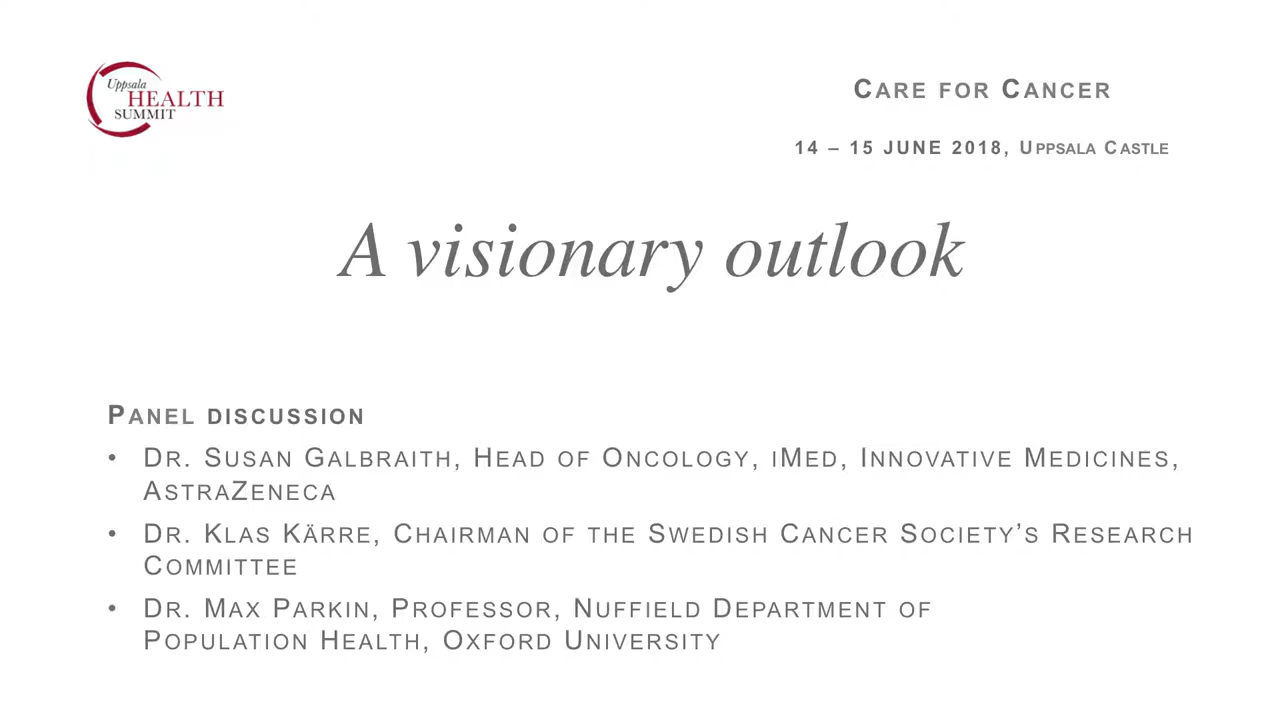 Uppsala
HEALTH
SUMMIT
CARE FOR CANCER
14 – 15 JUNE 2018, UPPSALA CASTLE
A visionary outlook
PANEL DISCUSSION
• DR. SUSAN GALBRAITH, HEAD OF ONCOLOGY, IMED, INNOVATIVE MEDICINES,
ASTRAZENECA
• DR. KLAS KÄRRE, CHAIRMAN OF THE SWEDISH CANCER SOCIETY’S RESEARCH
COMMITTEE
• DR. MAX PARKIN, PROFESSOR, NUFFIELD DEPARTMENT OF
POPULATION HEALTH, OXFORD UNIVERSITY